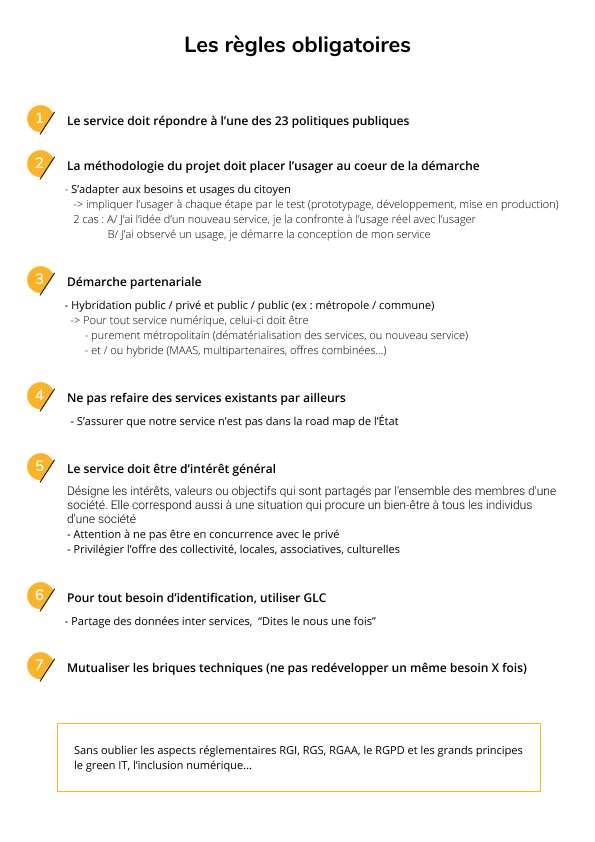 Les règles obligatoires
1
Le service doit répondre à l’une des 23 politiques publiques
2
La méthodologie du projet doit placer l’usager au coeur de la démarche
- S’adapter aux besoins et usages du citoyen
-> impliquer l’usager à chaque étape par le test (prototypage, développement, mise en production)
2 cas : A/ J’ai l’idée d’un nouveau service, je la confronte à l’usage réel avec l’usager
B/ J’ai observé un usage, je démarre la conception de mon service
3
Démarche partenariale
- Hybridation public / privé et public / public (ex : métropole / commune)
-> Pour tout service numérique, celui-ci doit être
- purement métropolitain (dématérialisation des services, ou nouveau service)
- et / ou hybride (MAAS, multipartenaires, offres combinées...)
4
Ne pas refaire des services existants par ailleurs
- S’assurer que notre service n’est pas dans la road map de l’État
5
Le service doit être d’intérêt général
Désigne les intérêts, valeurs ou objectifs qui sont partagés par l'ensemble des membres d'une
société. Elle correspond aussi à une situation qui procure un bien-être à tous les individus
d'une société
- Attention à ne pas être en concurrence avec le privé
- Privilégier l’offre des collectivité, locales, associatives, culturelles
6
Pour tout besoin d’identification, utiliser GLC
- Partage des données inter services, “Dites le nous une fois”
7
Mutualiser les briques techniques (ne pas redévelopper un même besoin X fois)
Sans oublier les aspects réglementaires RGI, RGS, RGAA, le RGPD et les grands principes
le green IT, l’inclusion numérique...